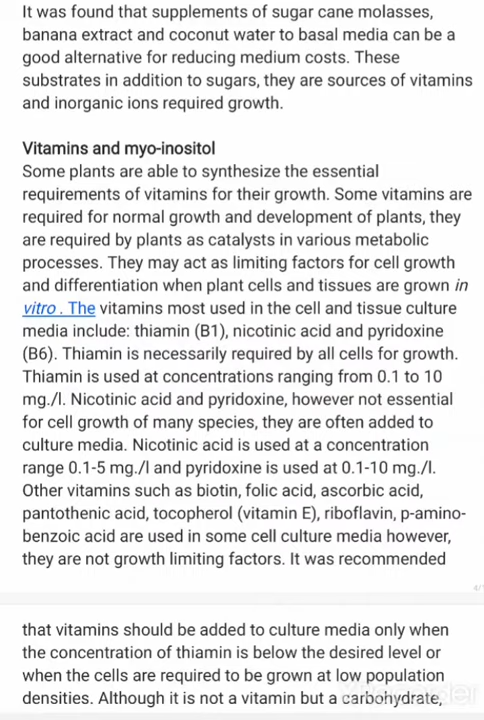 It was found that supplements of sugar cane molasses,
banana extract and coconut water to basal media can be a
good alternative for reducing medium costs. These
substrates in addition to sugars, they are sources of vitamins
and inorganic ions required growth.
Vitamins and myo-inositol
Some plants are able to synthesize the essential
requirements of vitamins for their growth. Some vitamins are
required for normal growth and development of plants, they
are required by plants as catalysts in various metabolic
processes. They may act as limiting factors for cell growth
and differentiation when plant cells and tissues are grown in
vitro . The vitamins most used in the cell and tissue culture
media include: thiamin (B1), nicotinic acid and pyridoxine
(B6). Thiamin is necessarily required by all cells for growth.
Thiamin is used at concentrations ranging from 0.1 to 10
mg./l. Nicotinic acid and pyridoxine, however not essential
for cell growth of many species, they are often added to
culture media. Nicotinic acid is used at a concentration
range 0.1-5 mg./l and pyridoxine is used at 0.1-10 mg./l.
Other vitamins such as biotin, folic acid, ascorbic acid,
pantothenic acid, tocopherol (vitamin E), riboflavin, p-amino-
benzoic acid are used in some cell culture media however,
they are not growth limiting factors. It was recommended
that vitamins should be added to culture media only when
the concentration of thiamin is below the desired level or
when the cells are required to be grown at low population
densities. Although it is not a vitamin but a carbohydrate,